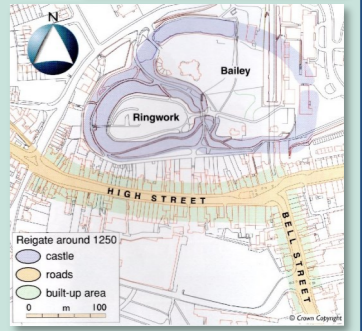 N
Bailey
Ringwork
HIGH STREET
BELL STREET
Reigate around 1250
castle
roads
built-up area
0 m 100
© Crown Copyright